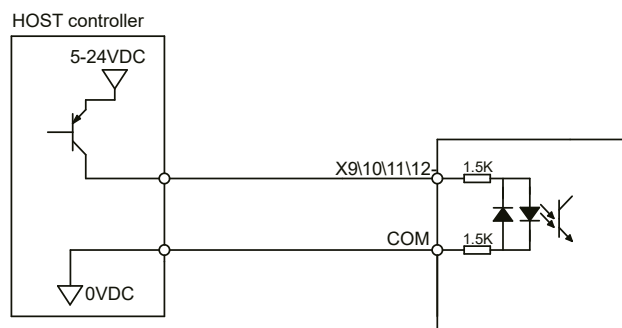 HOST controller
5-24VDC
X9\10\11\12-
1.5K
COM
1.5K
0VDC